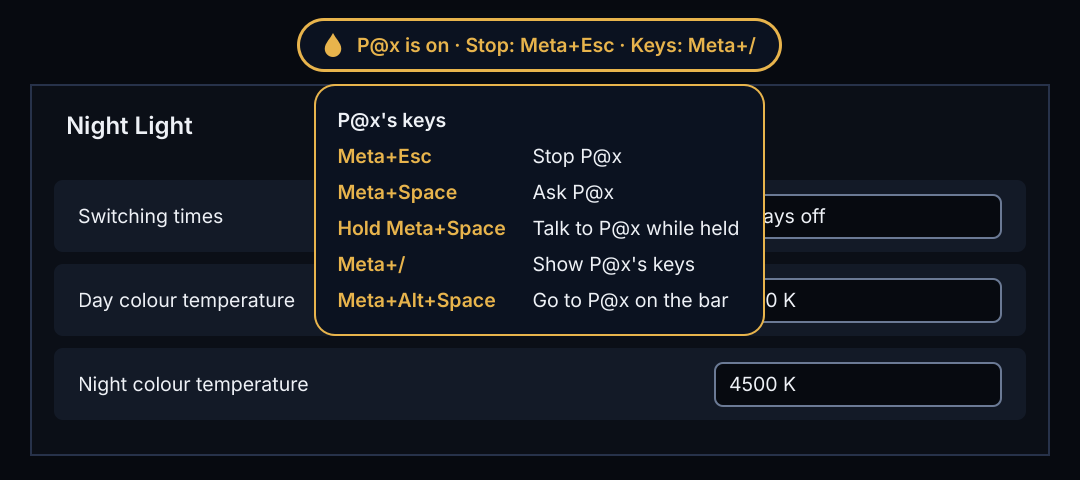 P@x is on · Stop: Meta+Esc · Keys: Meta+/
Night Light
P@x's keys
Meta+Esc Stop P@x
Meta+Space Ask P@x
Hold Meta+Space Talk to P@x while held
Meta+/ Show P@x's keys
Meta+Alt+Space Go to P@x on the bar
Switching times
off
Day colour temperature
K
Night colour temperature 4500 K